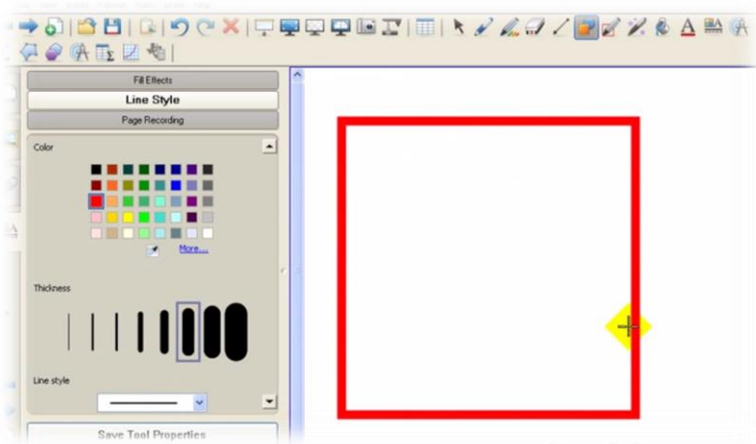 Fill Effects
Line Style
Page Recording
Color
More...
Thickness
Line style
Save Tool Properties